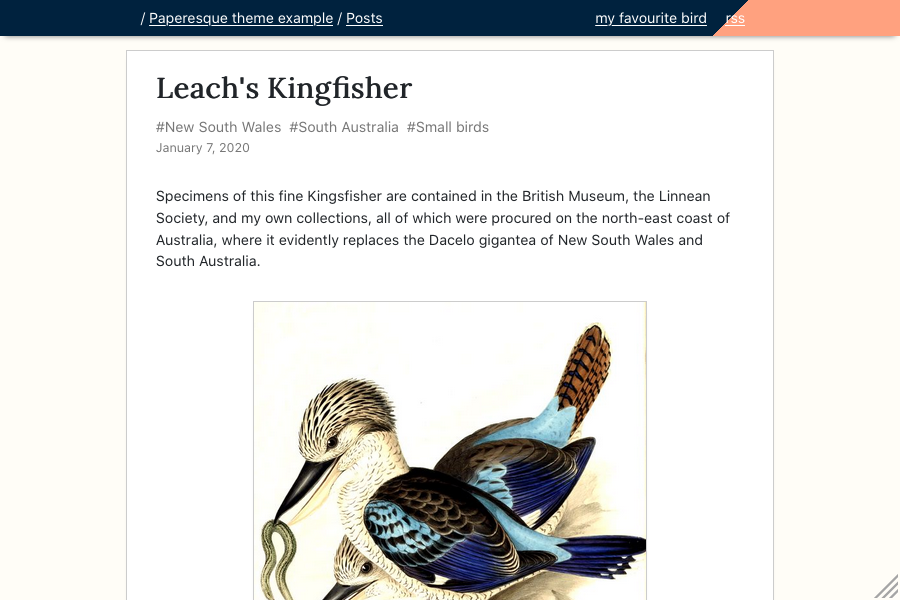 / Paperesque theme example / Posts
my favourite bird rss
Leach's Kingfisher
#New South Wales #South Australia #Small birds
January 7, 2020
Specimens of this fine Kingsfisher are contained in the British Museum, the Linnean
Society, and my own collections, all of which were procured on the north-east coast of
Australia, where it evidently replaces the Dacelo gigantea of New South Wales and
South Australia.